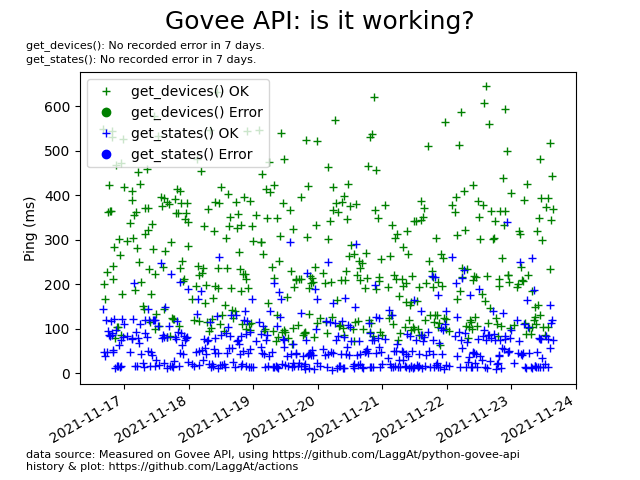 Govee API: is it working?
get_devices(): No recorded error in 7 days.
get_states(): No recorded error in 7 days.
get_devices() OK
get_devices() Error
get_states() OK
get_states() Error
Ping (ms)
600
500
400
300
200
100
0
2021-11-17
2021-11-18
2021-11-19
2021-11-20
2021-11-21
2021-11-22
2021-11-23
2021-11-24
data source: Measured on Govee API, using https://github.com/LaggAt/python-govee-api
history & plot: https://github.com/LaggAt/actions